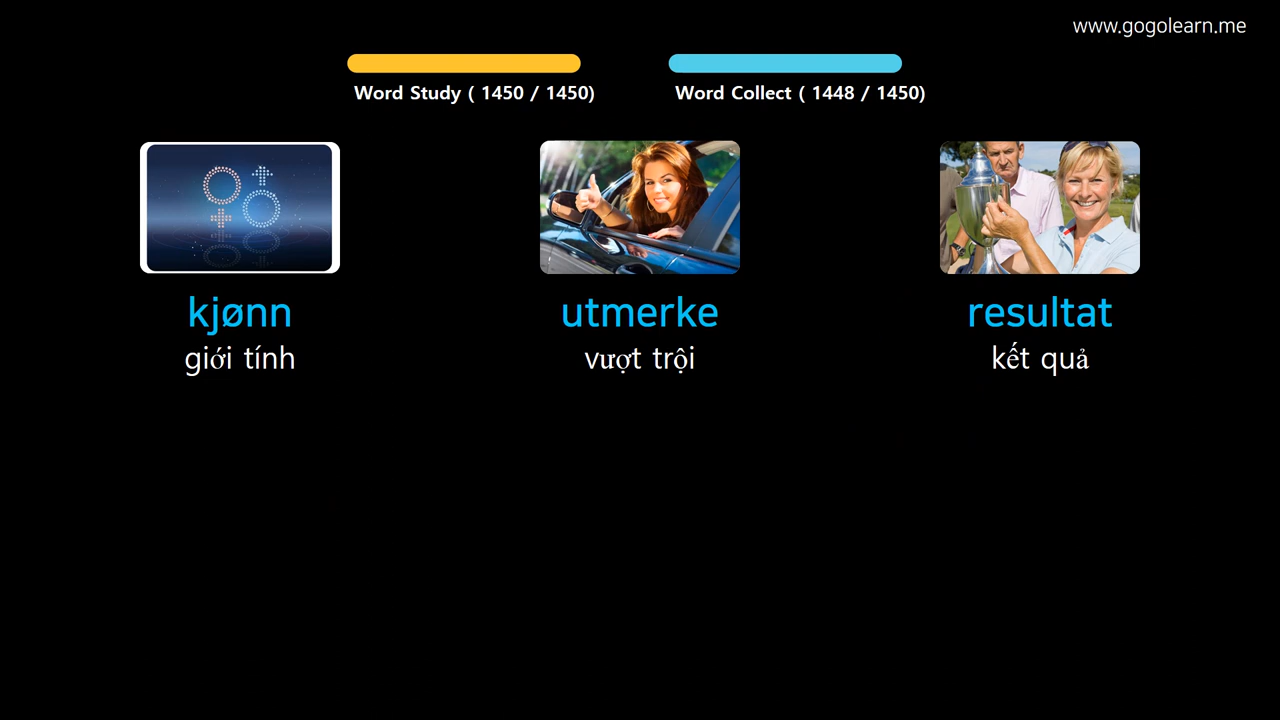 www.gogolearn.me
Word Study ( 1450 / 1450)
Word Collect ( 1448 / 1450)
kjønn
utmerke
resultat
giới tính
vượt trội
kết quả